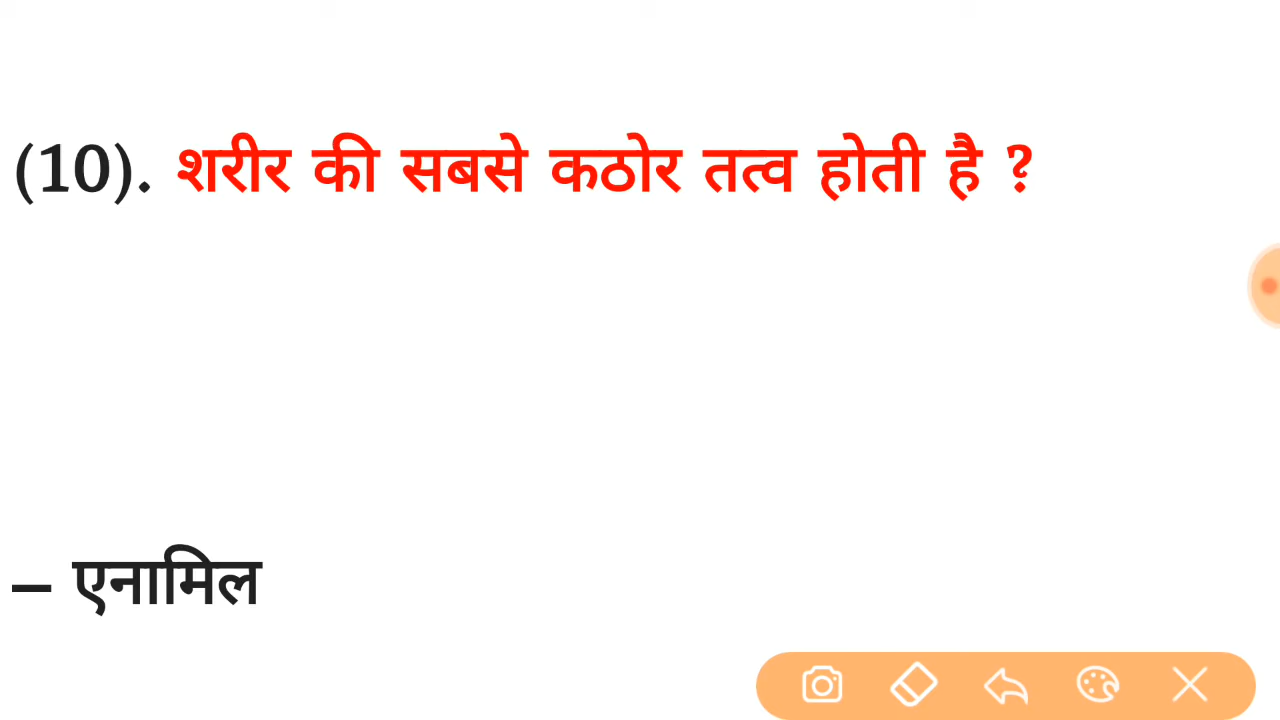 (10). शरीर की सबसे कठोर तत्व होती है ?
– एनामिल